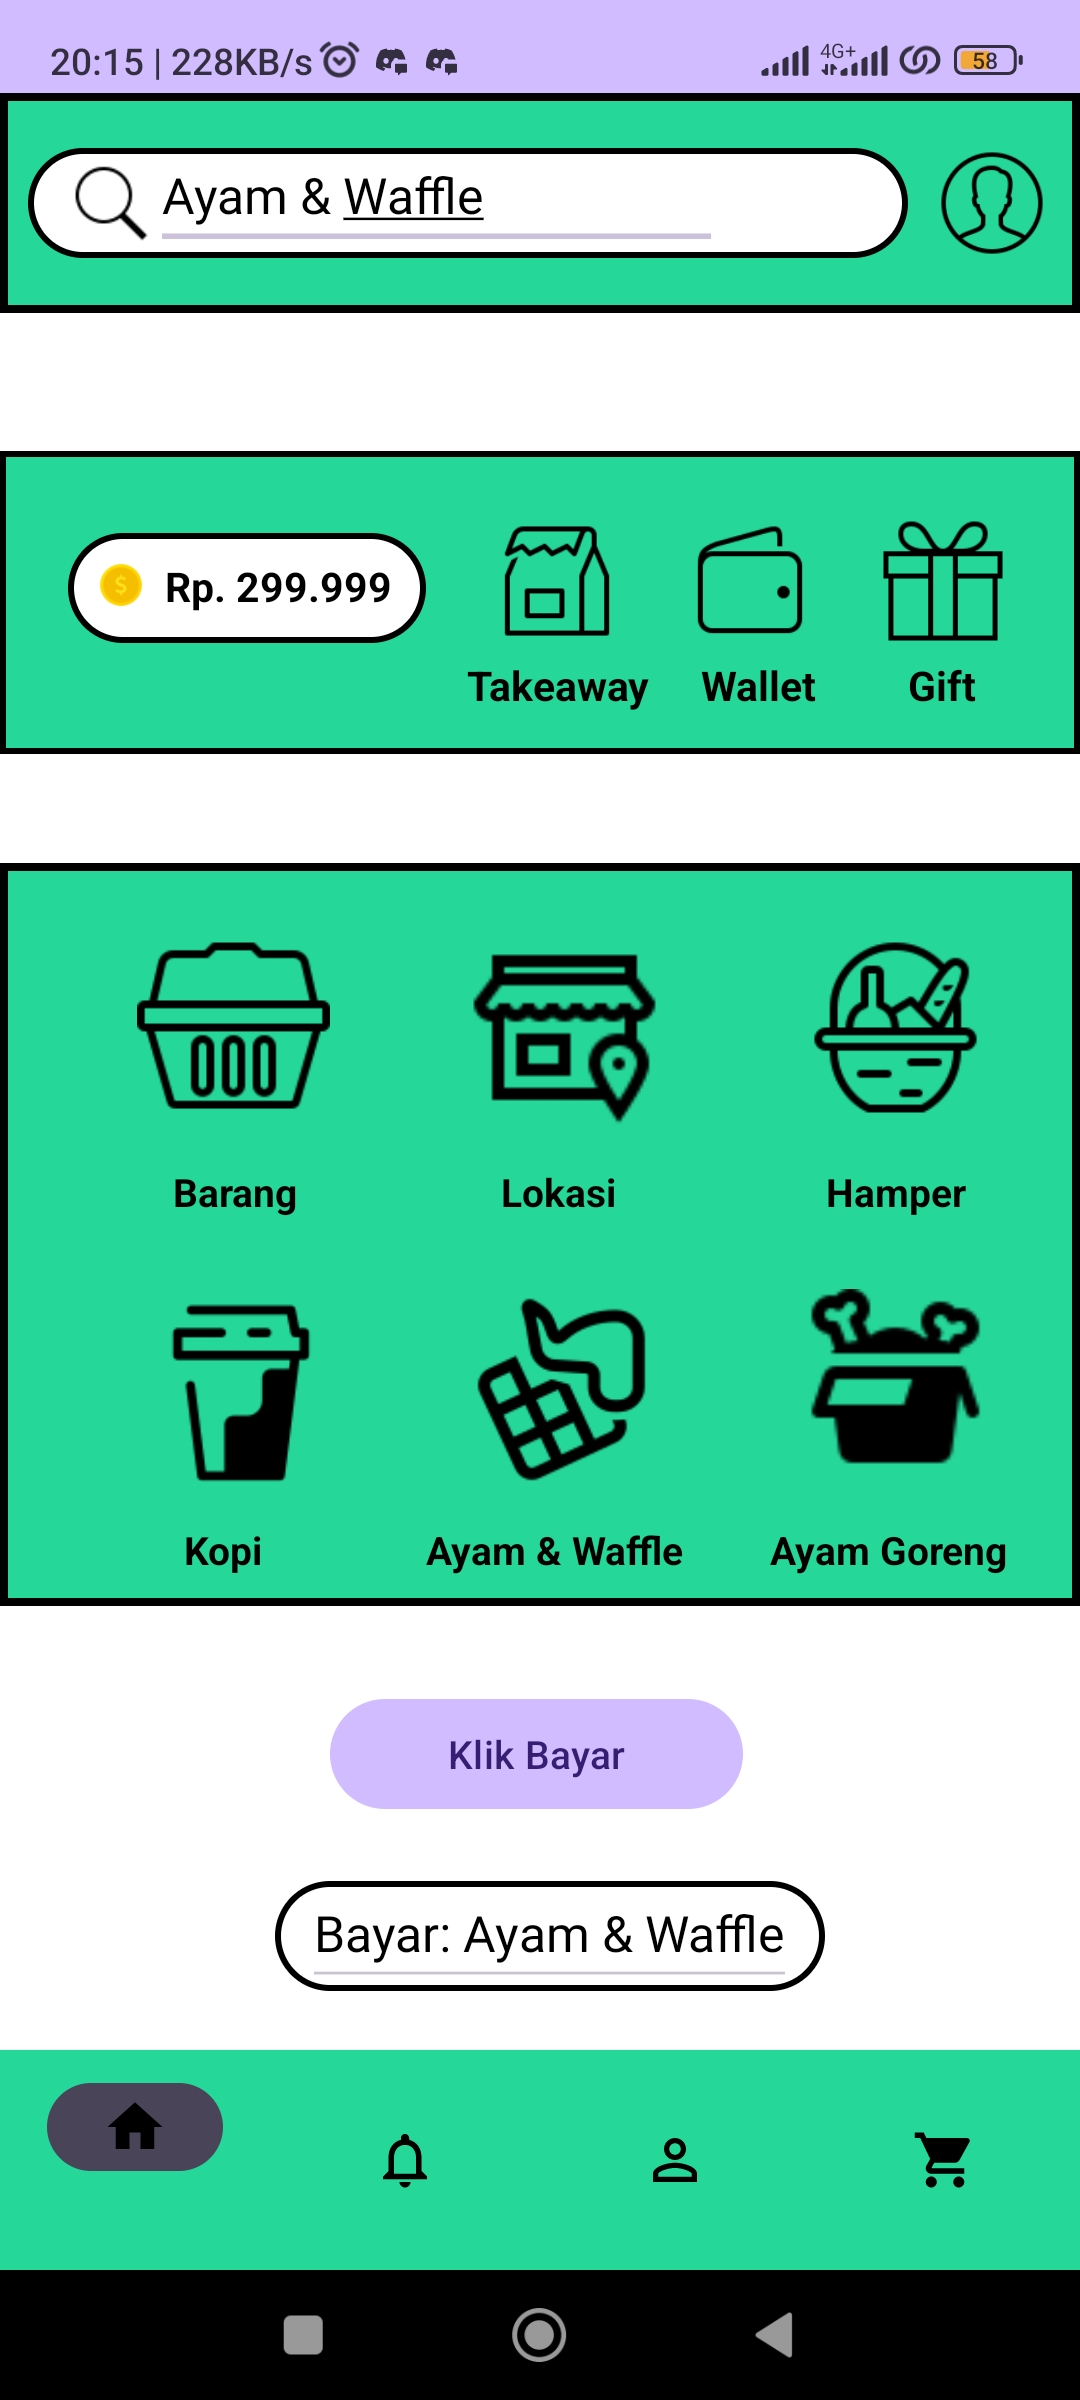 20:15 | 228KB/s 4G+ 58
Ayam & Waffle
Rp. 299.999
Takeaway Wallet Gift
Barang Lokasi Hamper
Kopi Ayam & Waffle Ayam Goreng
Klik Bayar
Bayar: Ayam & Waffle